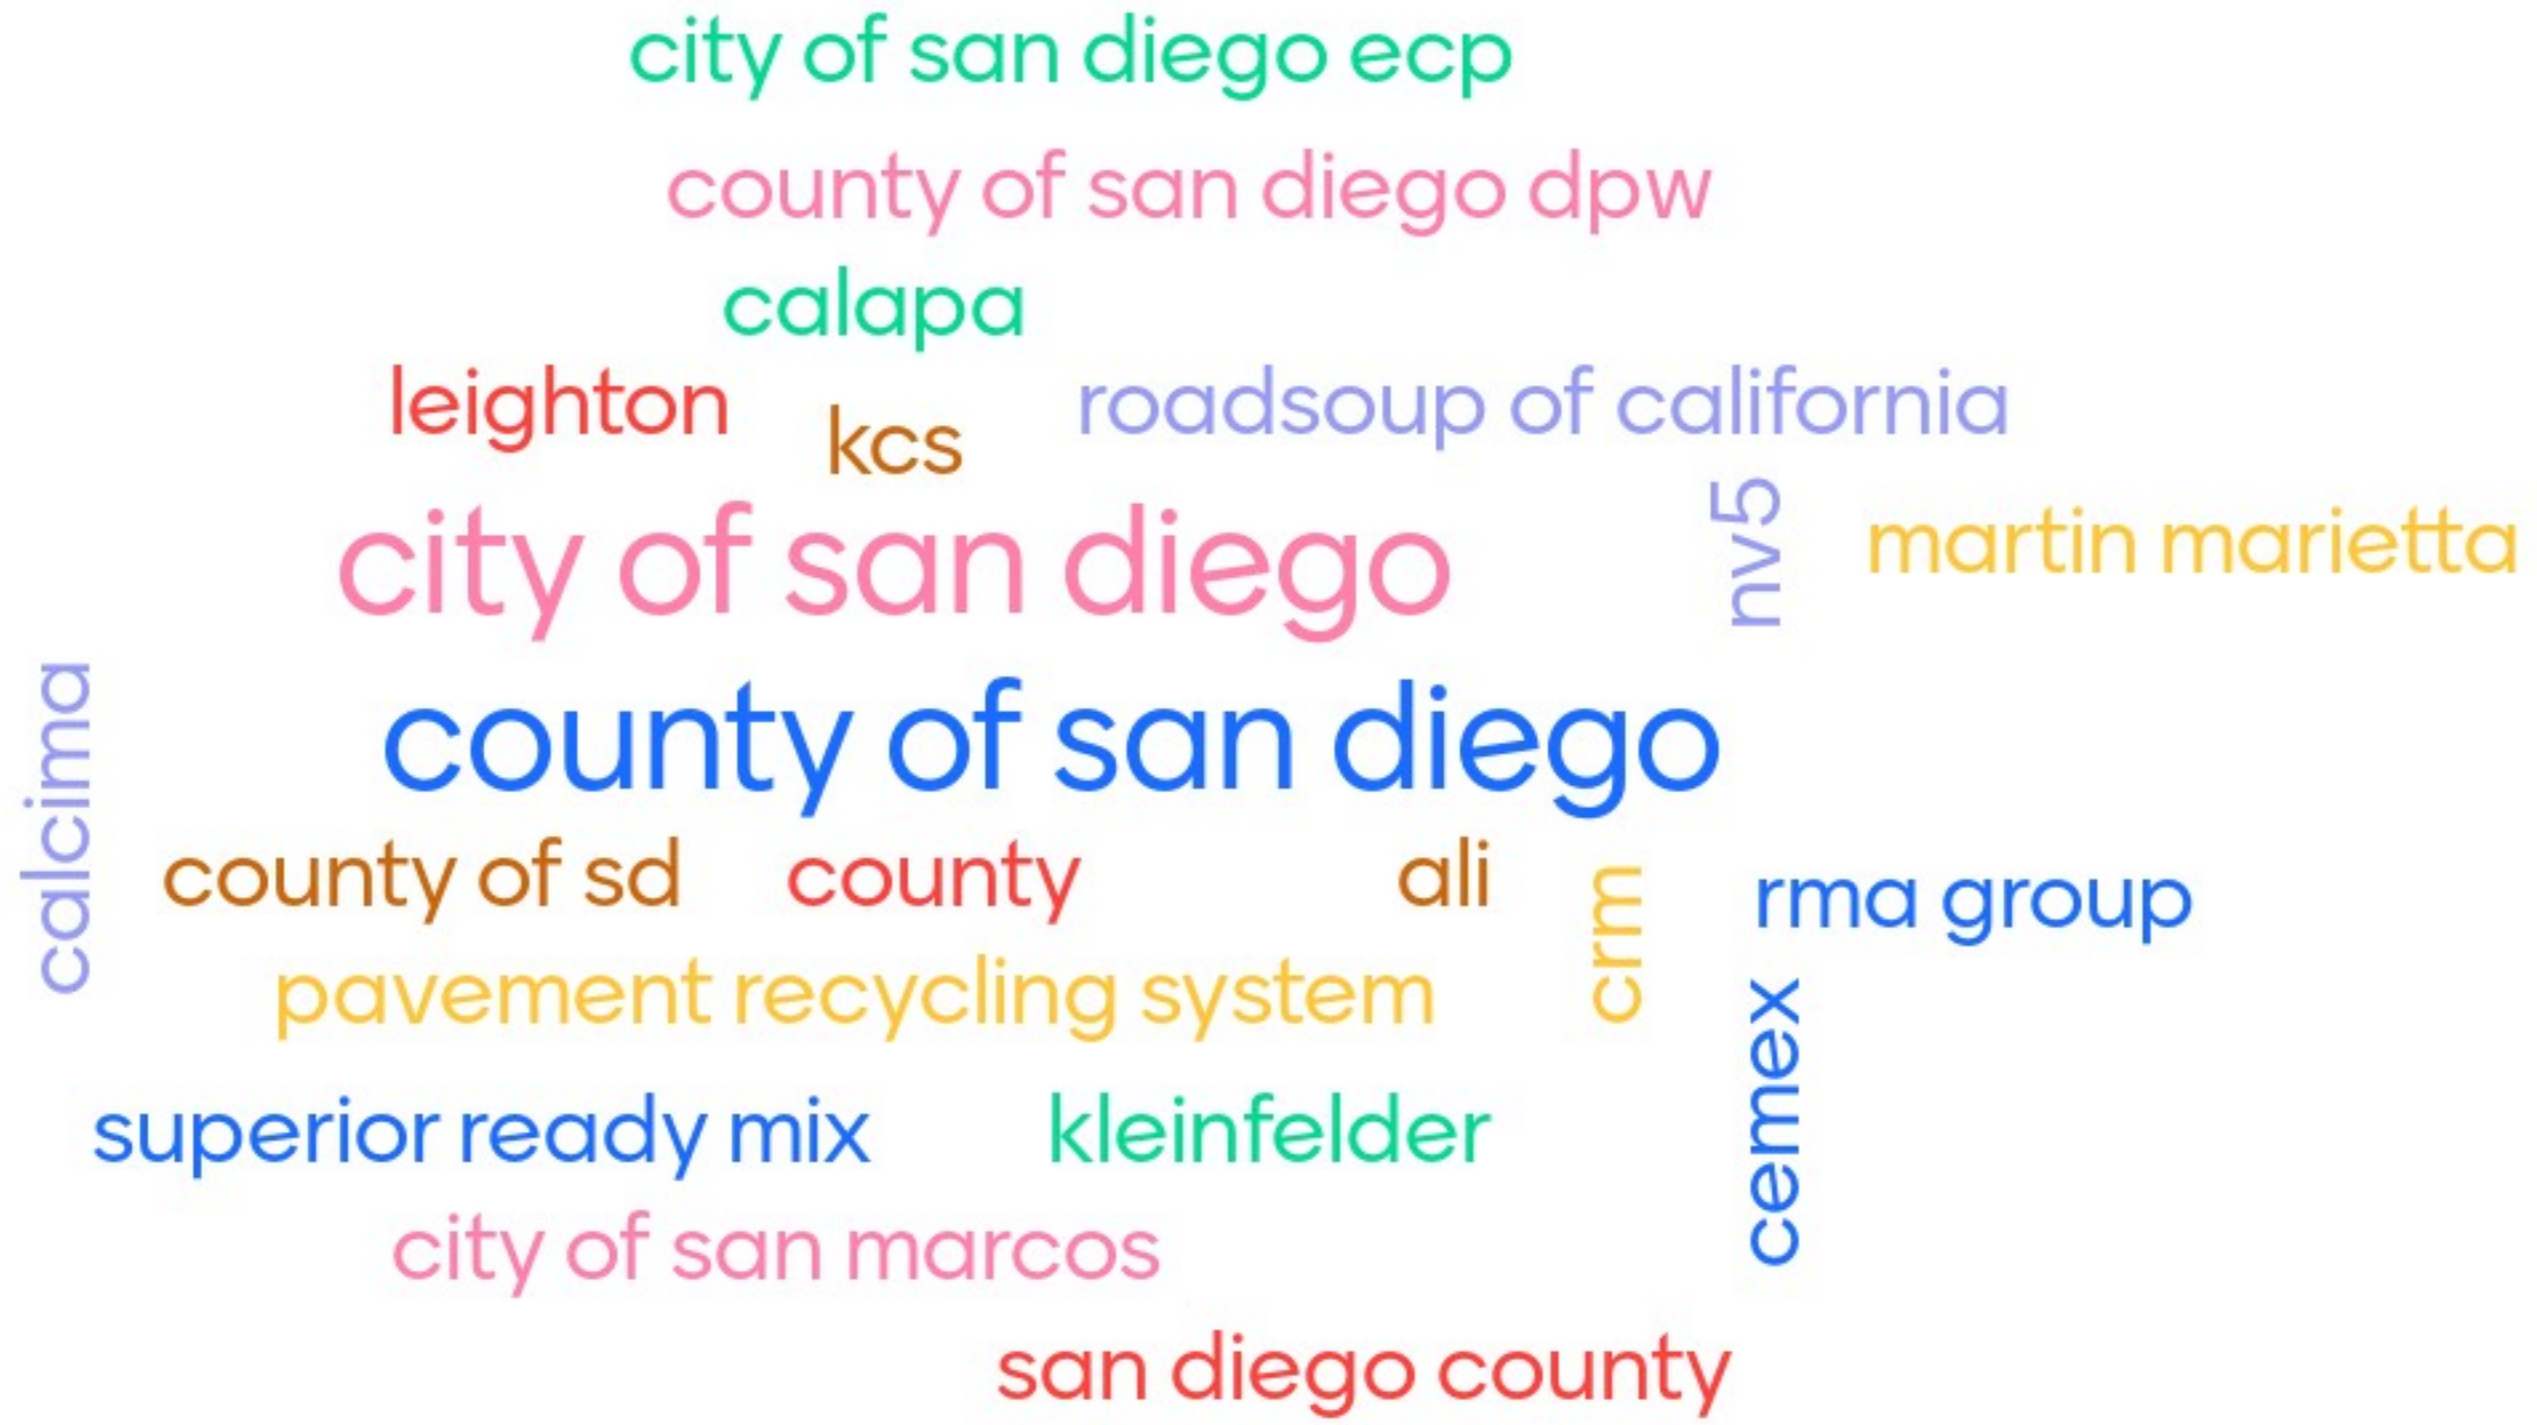 city of san diego ecp
county of san diego dpw
calapa
leighton
kcs
roadsoup of california
city of san diego
nv5
martin marietta
calcima
county of san diego
county of sd
county
ali
crm
rma group
pavement recycling system
cemex
superior ready mix
kleinfelder
city of san marcos
san diego county